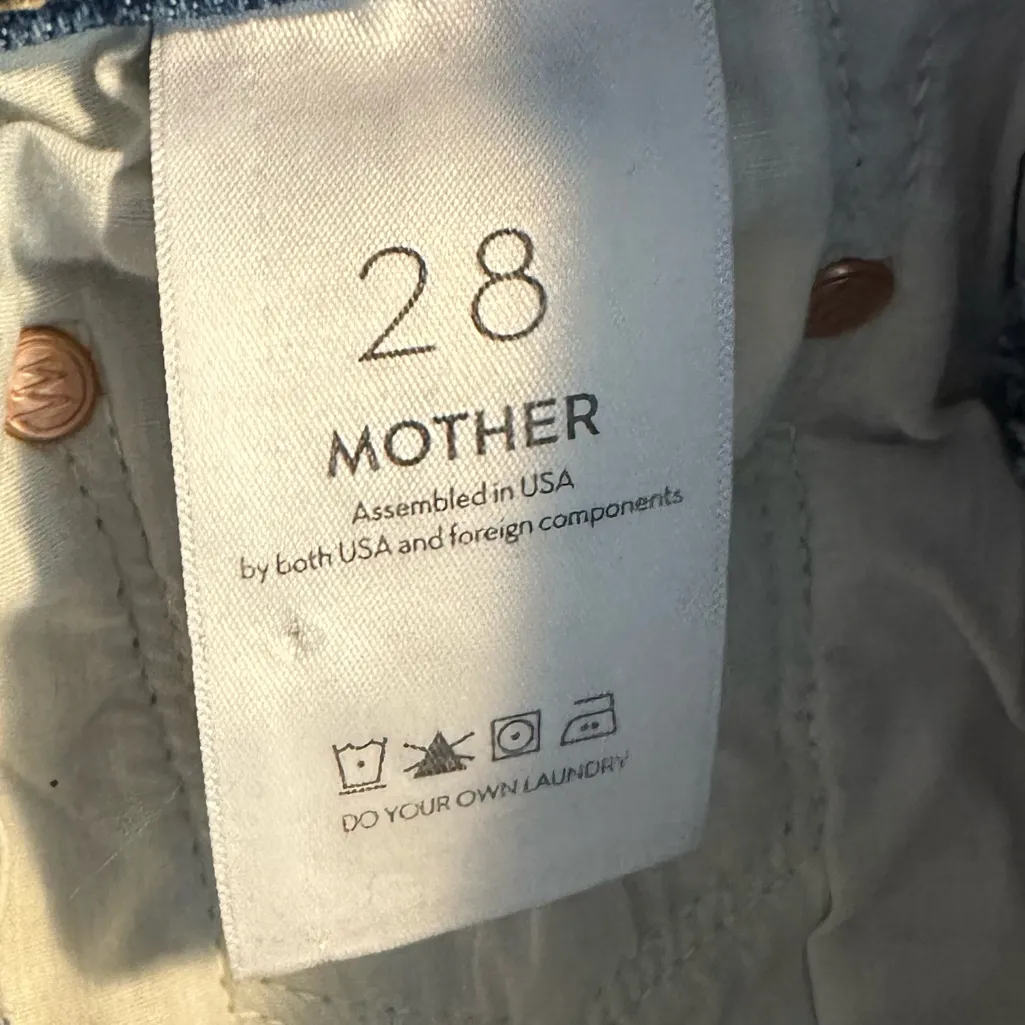 28
MOTHER
Assembled in USA
by both USA and foreign components
DO YOUR OWN LAUNDRY
M